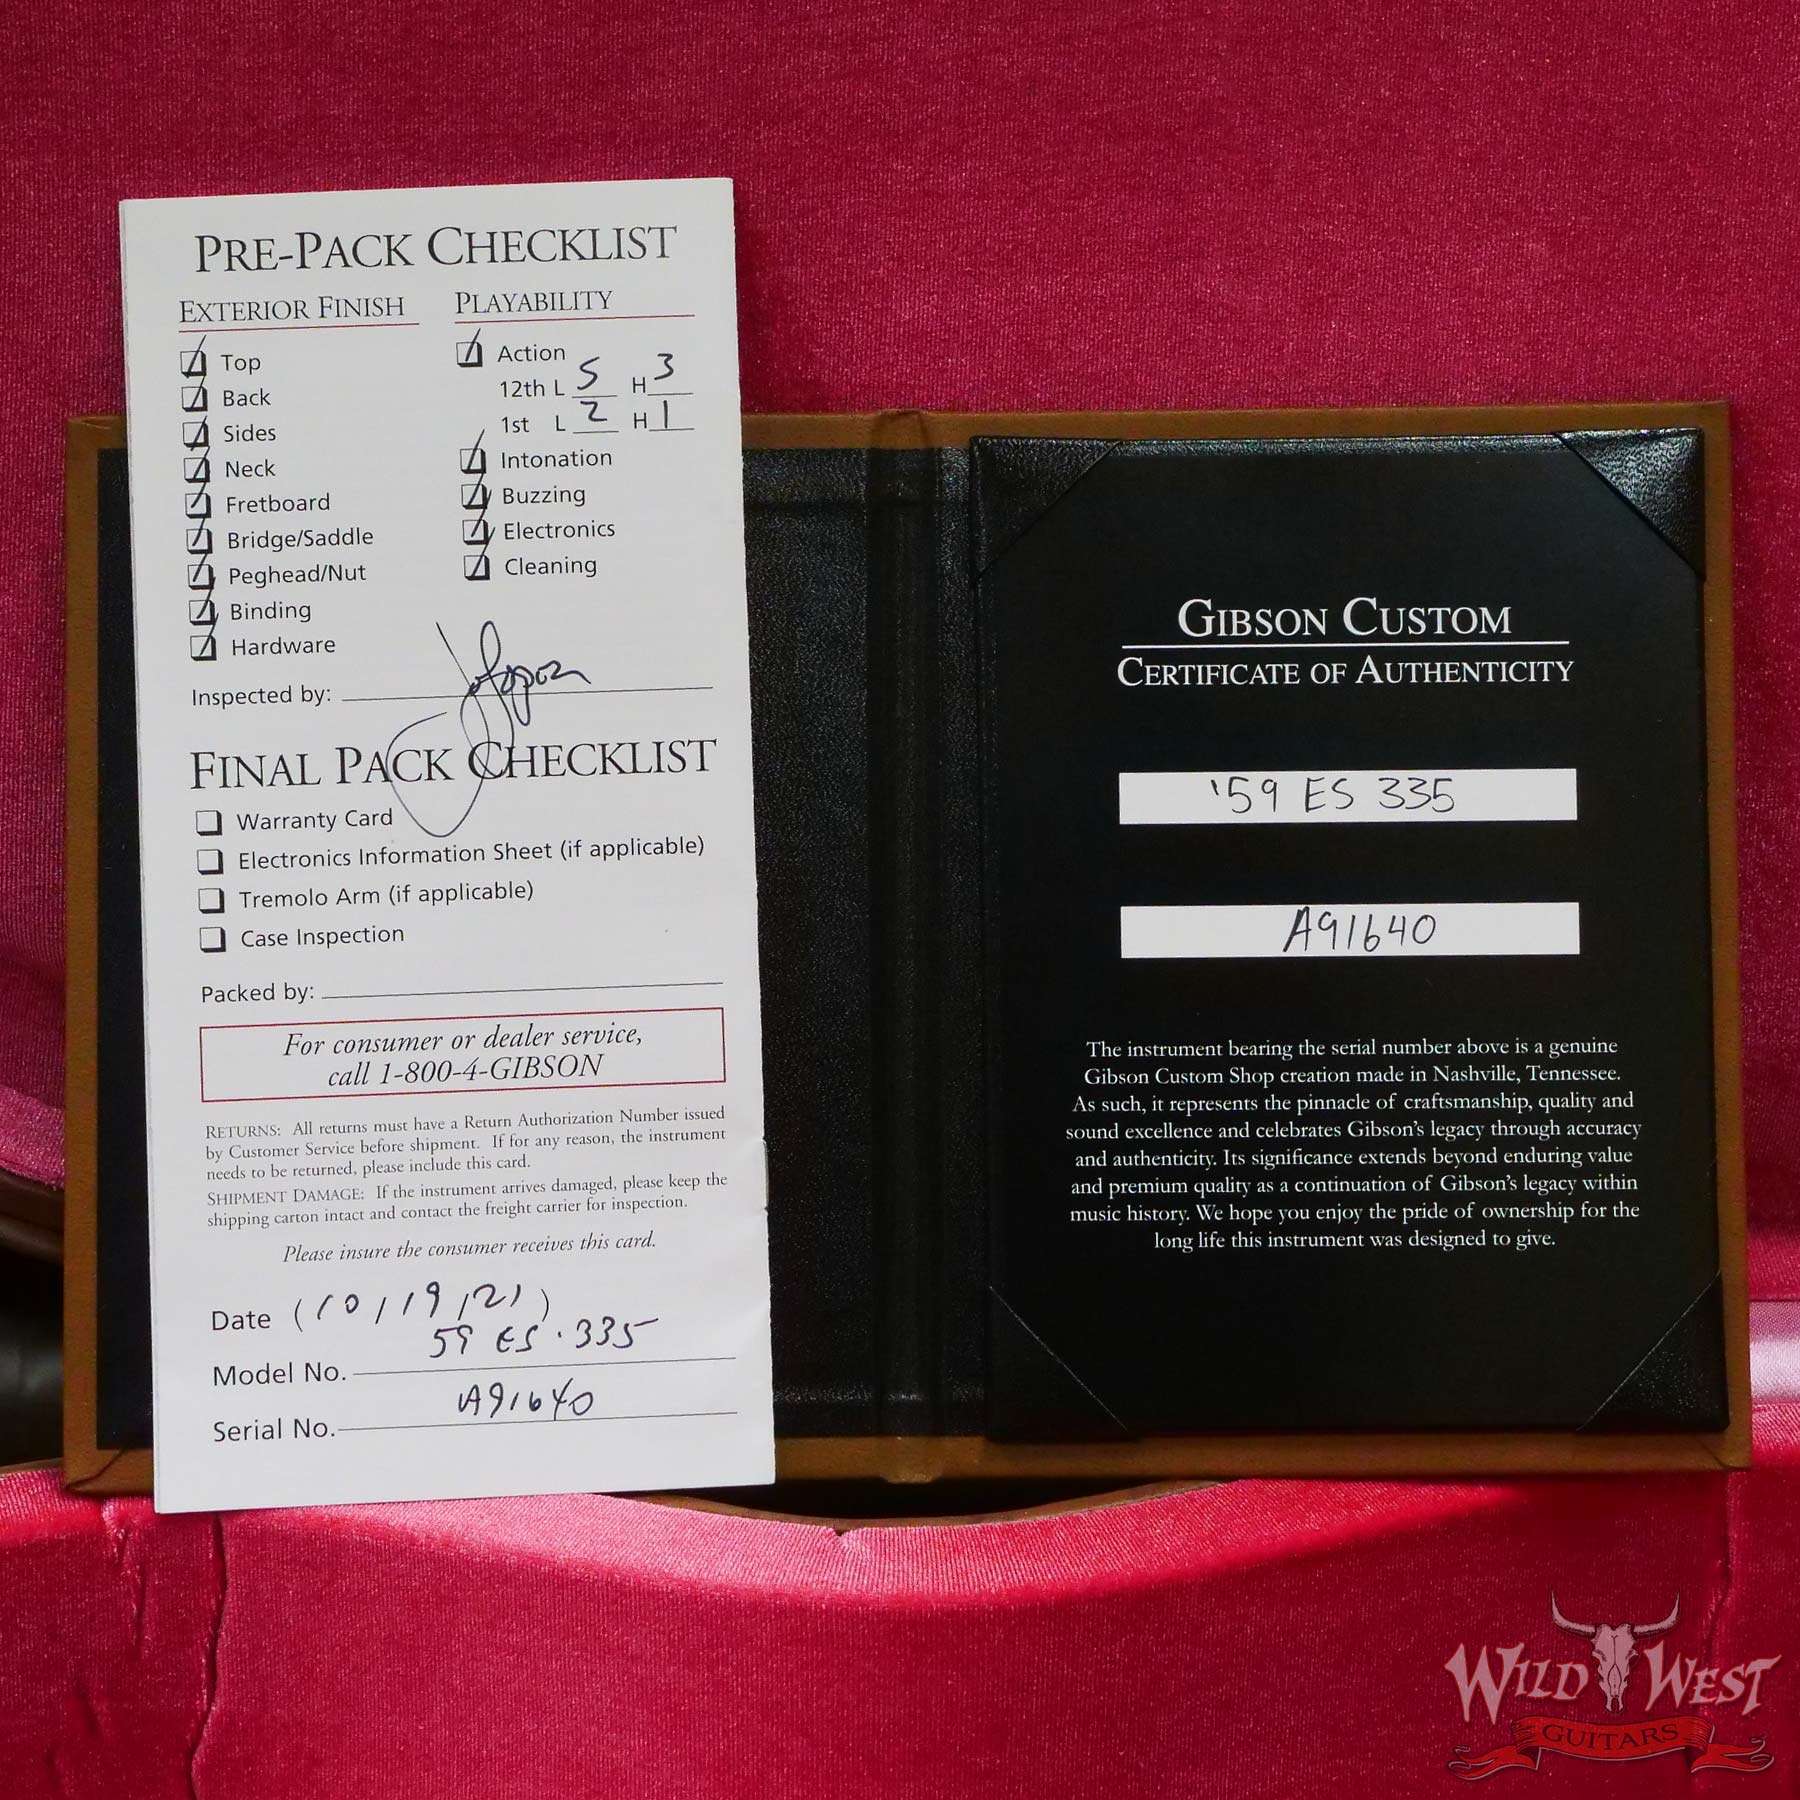 PRE-PACK CHECKLIST
EXTERIOR FINISH
Top
Back
Sides
Neck
Fretboard
Bridge/Saddle
Peghead/Nut
Binding
Hardware
PLAYABILITY
Action
12th L 5 H 3
1st L 2 H 1
Intonation
Buzzing
Electronics
Cleaning
Inspected by:
FINAL PACK CHECKLIST
Warranty Card
Electronics Information Sheet (if applicable)
Tremolo Arm (if applicable)
Case Inspection
Packed by:
For consumer or dealer service,
call 1-800-4-GIBSON
RETURNS: All returns must have a Return Authorization Number issued
by Customer Service before shipment. If for any reason, the instrument
needs to be returned, please include this card.
SHIPMENT DAMAGE: If the instrument arrives damaged, please keep the
shipping carton intact and contact the freight carrier for inspection.
Please insure the consumer receives this card.
Date (10/19/21)
Model No. 59 ES.335
Serial No. A91640
GIBSON CUSTOM
CERTIFICATE OF AUTHENTICITY
'59 ES 335
A91640
The instrument bearing the serial number above is a genuine
Gibson Custom Shop creation made in Nashville, Tennessee.
As such, it represents the pinnacle of craftsmanship, quality and
sound excellence and celebrates Gibson's legacy through accuracy
and authenticity. Its significance extends beyond enduring value
and premium quality as a continuation of Gibson's legacy within
music history. We hope you enjoy the pride of ownership for the
long life this instrument was designed to give.
WILD WEST
GUITARS